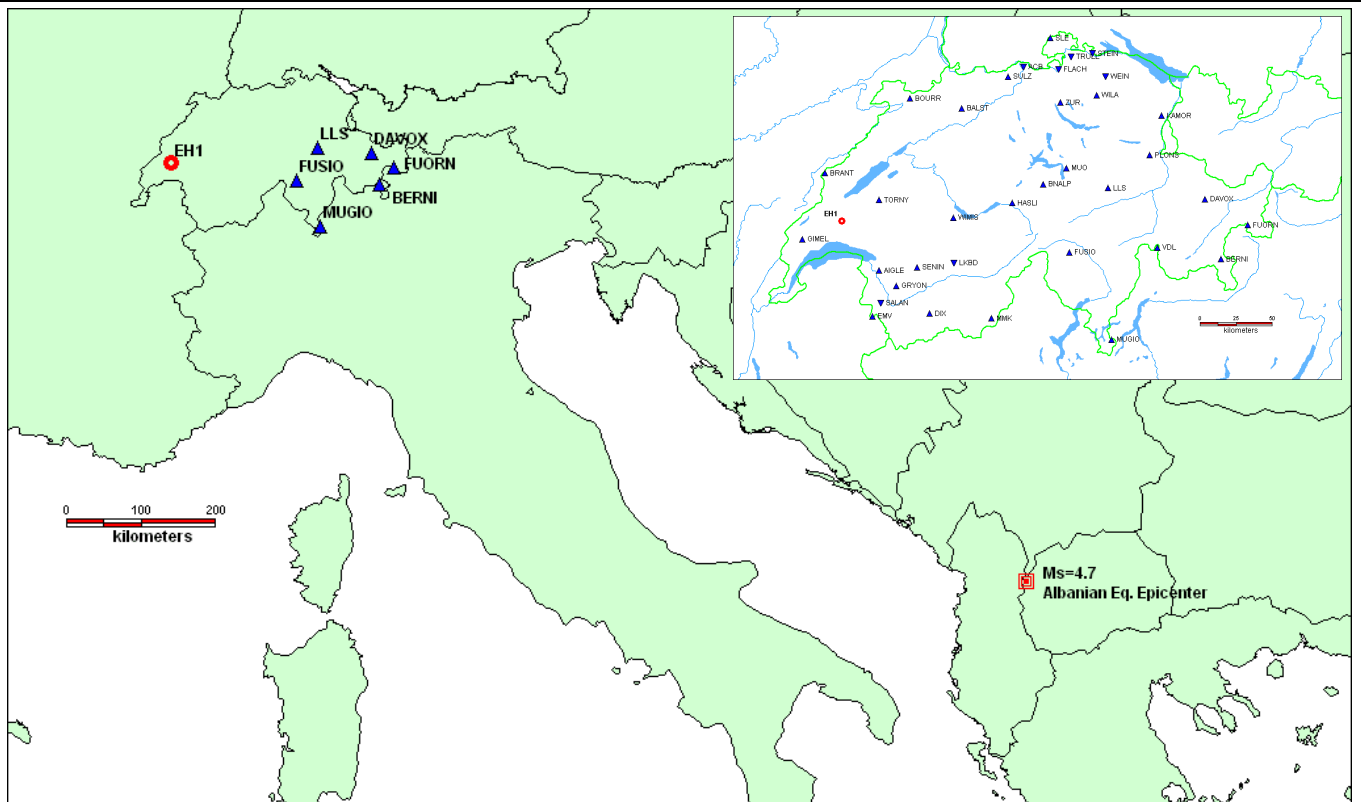 SLE
TRULL
STEIN
ACB
FLACH
SULZ
WEIN
BOURR
BALST
ZUR
WILA
KAMOR
PLONS
MUO
BRANT
BNALP
LLS
TORNY
HASLI
DAVOX
EH1
WIMIS
FUORN
GIMEL
FUSIO
VDL
BERNI
AIGLE
SENIN
LKBD
GRYON
SALAN
EMV
DIX
MMK
MUGIO
0 25 50
kilometers
LLS
DAVOX
EH1
FUSIO
FUORN
BERNI
MUGIO
0 100 200
kilometers
Ms=4.7
Albanian Eq. Epicenter